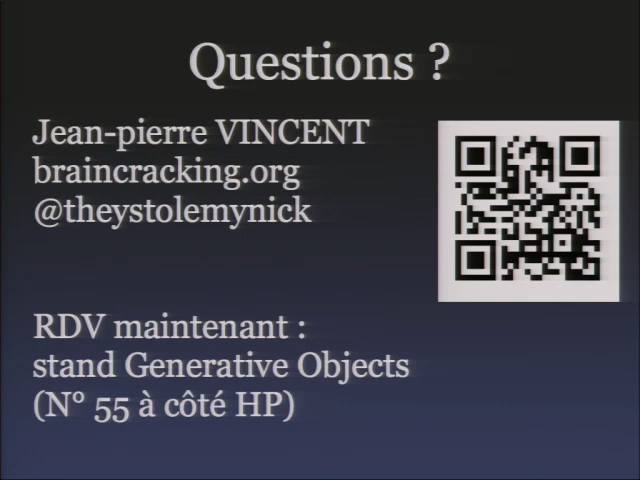 Questions ?
Jean-pierre VINCENT
braincracking.org
@theystolemynick
RDV maintenant :
stand Generative Objects
(N° 55 à côté HP)